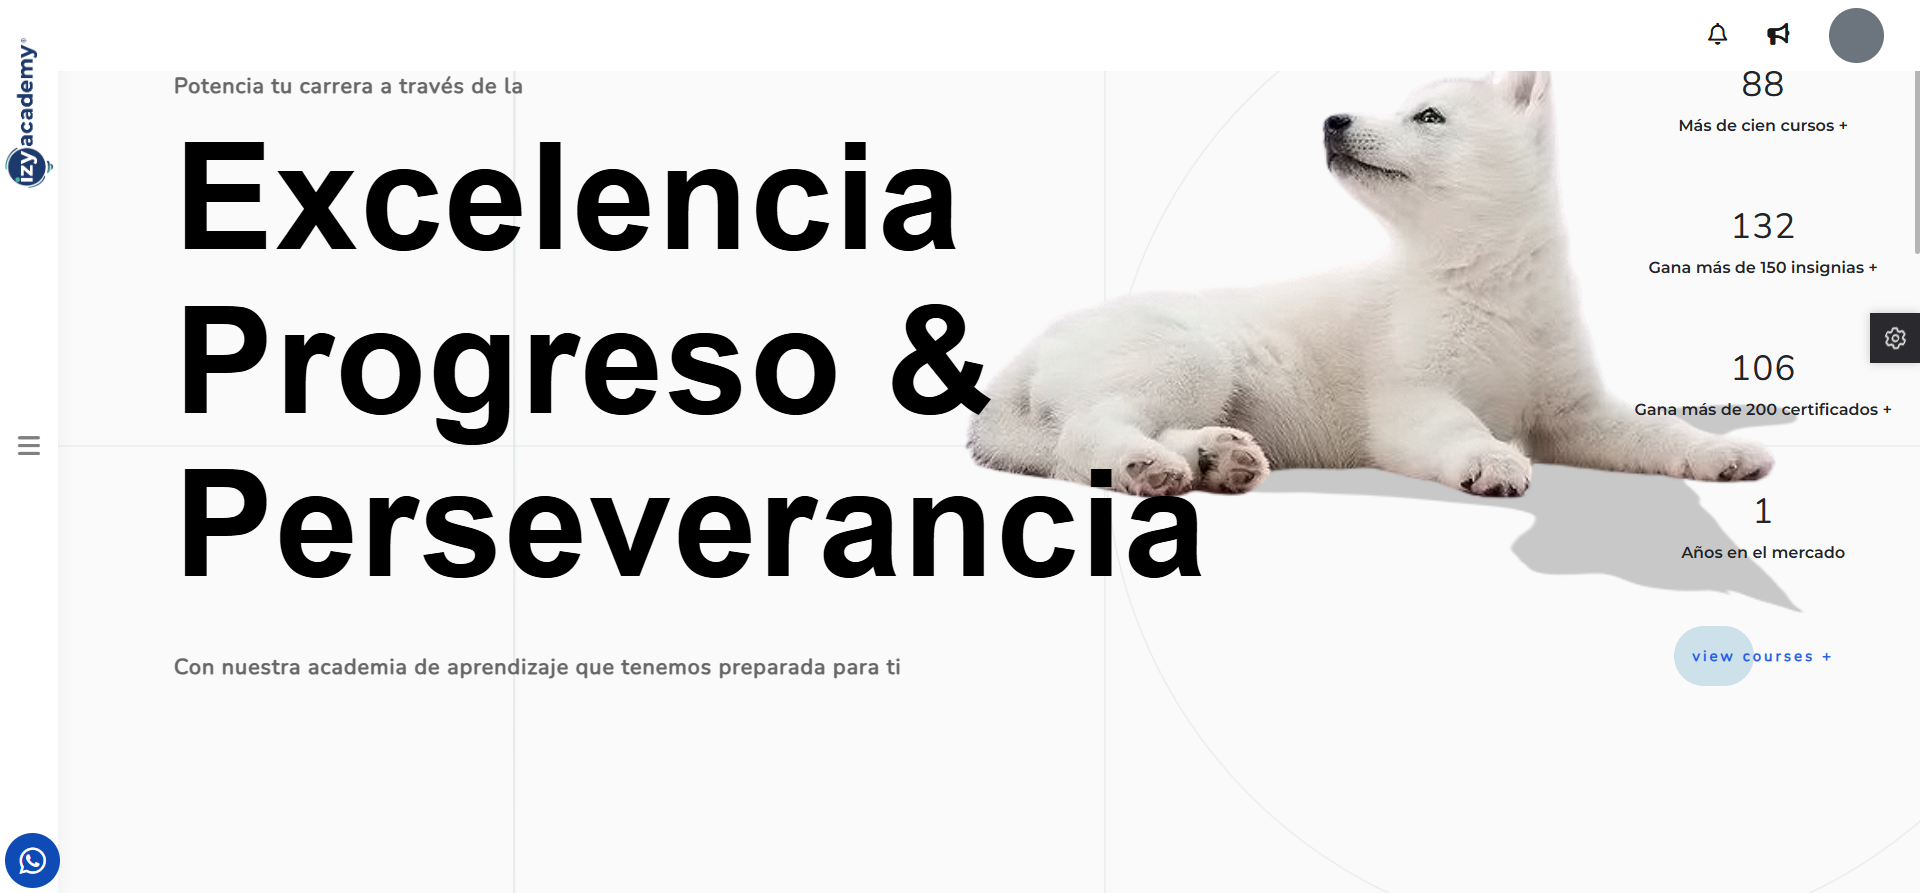 izyacademy®
Potencia tu carrera a través de la
Excelencia
Progreso &
Perseverancia
Con nuestra academia de aprendizaje que tenemos preparada para ti
88
Más de cien cursos +
132
Gana más de 150 insignias +
106
Gana más de 200 certificados +
1
Años en el mercado
view courses +